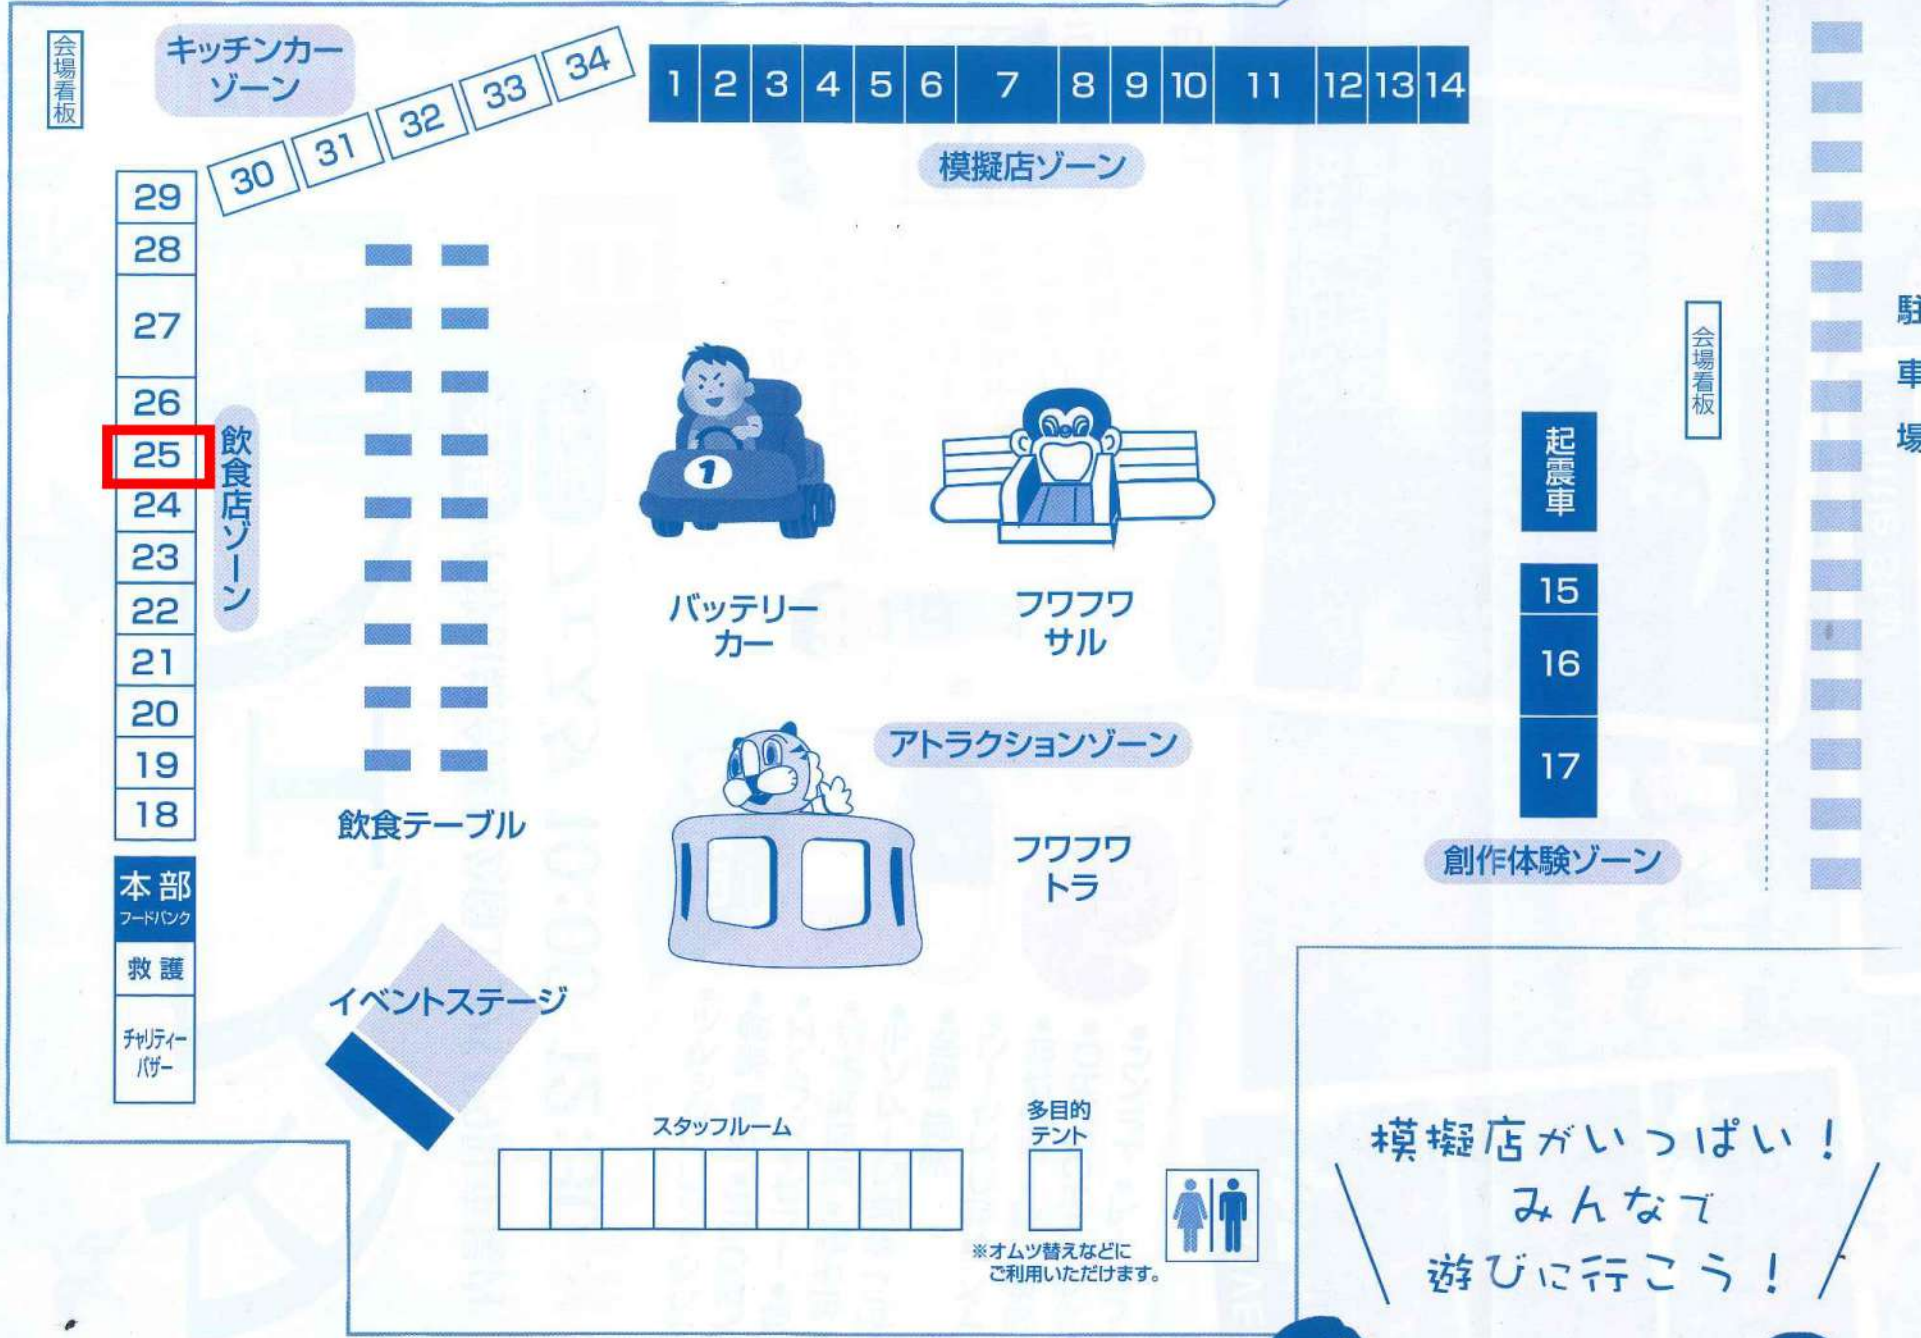 会場看板
キッチンカー
ゾーン
30 31 32 33 34
1 2 3 4 5 6 7 8 9 10 11 12 13 14
模擬店ゾーン
29
28
27
26
25
24
23
22
21
20
19
18
飲食店ゾーン
本部
フードバンク
救護
チャリティー
バザー
飲食テーブル
1
バッテリー
カー
フワフワ
サル
アトラクションゾーン
フワフワ
トラ
イベントステージ
起震車
15
16
17
創作体験ゾーン
会場看板
駐車場
スタッフルーム
多目的
テント
※オムツ替えなどに
ご利用いただけます。
模擬店がいっぱい!
みんなで
遊びに行こう!